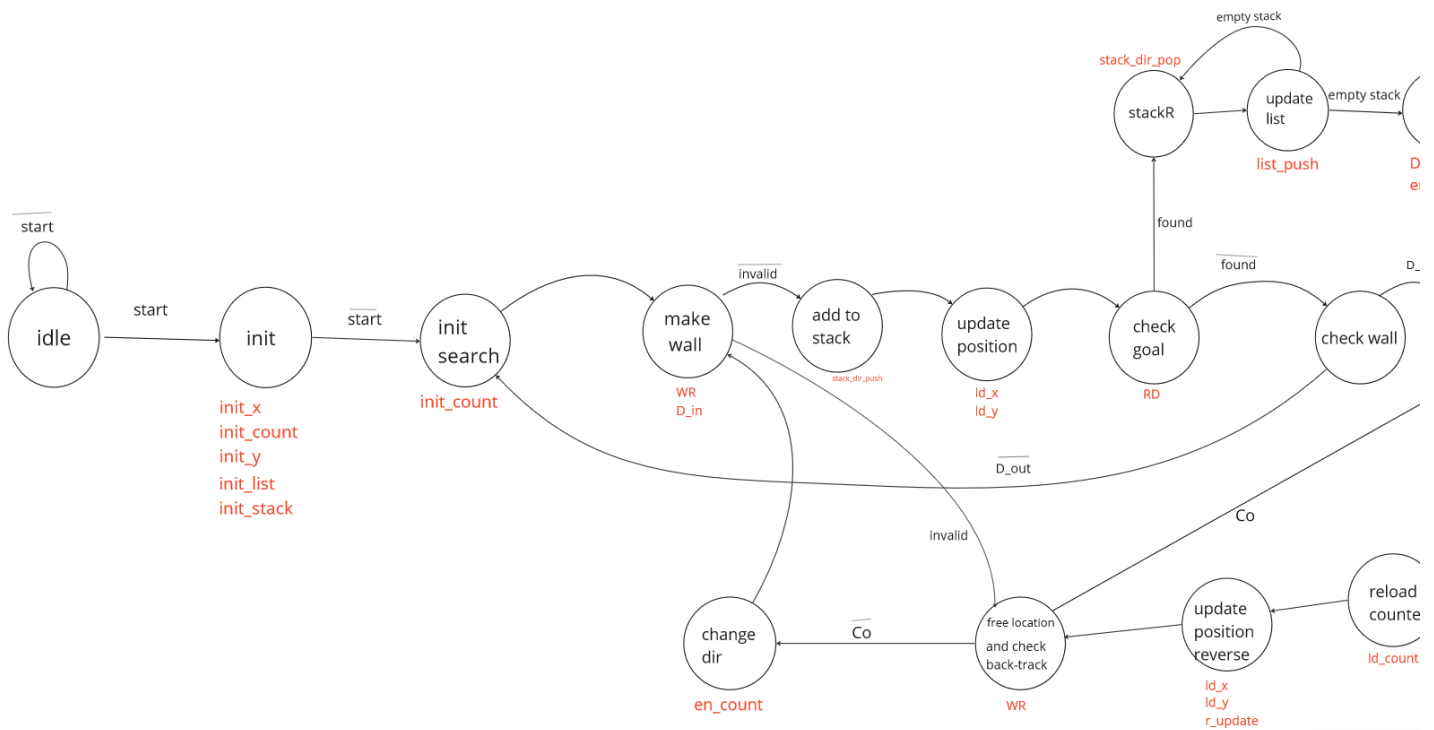 empty stack
stack_dir_pop
stackR
update
list
empty stack
list_push
D
start
found
found
D_
invalid
start
start
idle
init
init
search
make
wall
add to
stack
update
position
check
goal
check wall
init_x
init_count
init_y
init_list
init_stack
init_count
WR
D_in
stack_dir_push
ld_x
ld_y
RD
D_out
invalid
Co
Co
change
dir
en_count
free location
and check
back-track
WR
update
position
reverse
ld_x
ld_y
r_update
reload
counte
ld_count